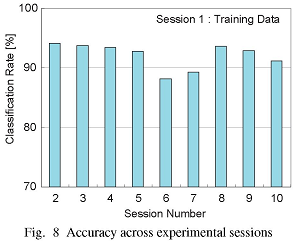 100
Session 1 : Training Data
90
80
70
Classification Rate [%]
2 3 4 5 6 7 8 9 10
Session Number
Fig. 8 Accuracy across experimental sessions